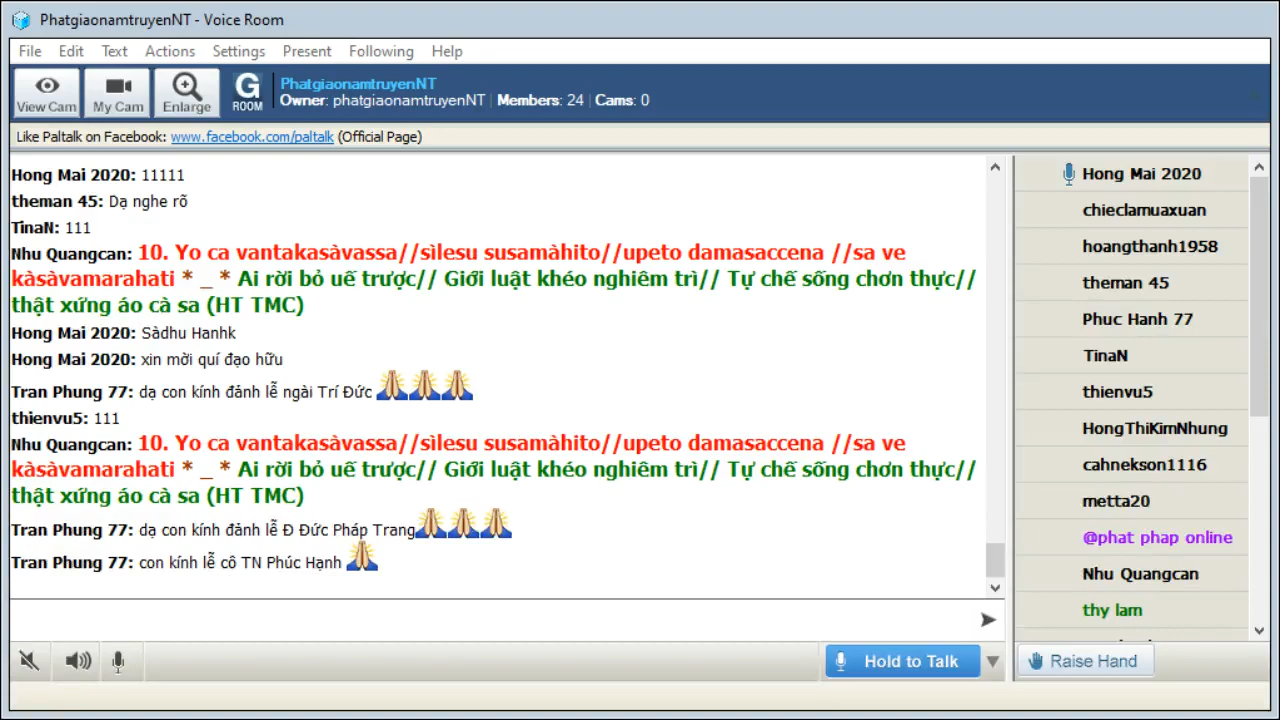 PhatgiaonamtruyenNT - Voice Room
File Edit Text Actions Settings Present Following Help
View Cam My Cam Enlarge G ROOM
PhatgiaonamtruyenNT
Owner: phatgiaonamtruyenNT | Members: 24 | Cams: 0
Like Paltalk on Facebook: www.facebook.com/paltalk (Official Page)
Hong Mai 2020: 11111
theman 45: Dạ nghe rõ
TinaN: 111
Nhu Quangcan: 10. Yo ca vantakasàvassa//sìlesu susamàhito//upeto damasaccena //sa ve
kàsàvamarahati * _ * Ai rời bỏ uế trược// Giới luật khéo nghiêm trì// Tự chế sống chơn thực//
thật xứng áo cà sa (HT TMC)
Hong Mai 2020: Sàdhu Hanhk
Hong Mai 2020: xin mời quí đạo hữu
Tran Phung 77: dạ con kính đảnh lễ ngài Trí Đức
thienvu5: 111
Nhu Quangcan: 10. Yo ca vantakasàvassa//sìlesu susamàhito//upeto damasaccena //sa ve
kàsàvamarahati * _ * Ai rời bỏ uế trược// Giới luật khéo nghiêm trì// Tự chế sống chơn thực//
thật xứng áo cà sa (HT TMC)
Tran Phung 77: dạ con kính đảnh lễ Đ Đức Pháp Trang
Tran Phung 77: con kính lễ cô TN Phúc Hạnh
Hold to Talk
Hong Mai 2020
chieclamuaxuan
hoangthanh1958
theman 45
Phuc Hanh 77
TinaN
thienvu5
HongThiKimNhung
cahnekson1116
metta20
@phat phap online
Nhu Quangcan
thy lam
Raise Hand